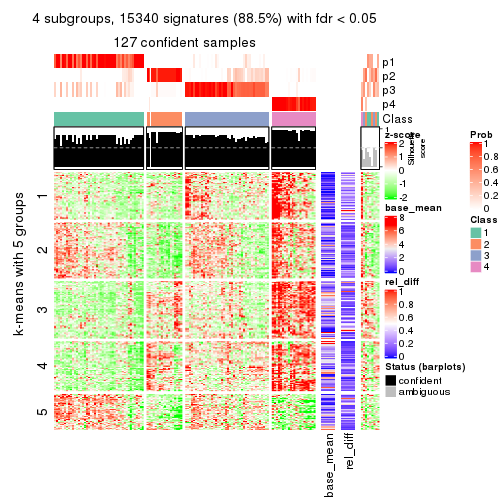 4 subgroups, 15340 signatures (88.5%) with fdr < 0.05
127 confident samples
p1
p2
p3
p4
Class
z-score
2
1
0
-1
-2
Silhouette
score
1
Prob
1
0.8
0.6
0.4
0.2
0
base_mean
8
6
4
2
0
Class
1
2
3
4
rel_diff
1
0.8
0.6
0.4
0.2
0
Status (barplots)
confident
ambiguous
k-means with 5 groups
1
2
3
4
5
base_mean
rel_diff